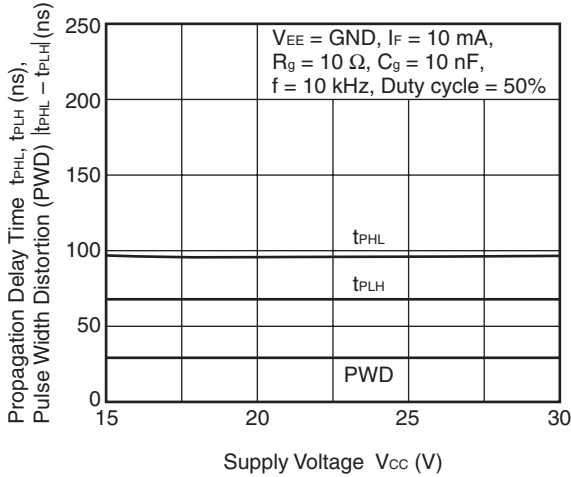 Propagation Delay Time tPHL, tPLH (ns),
Pulse Width Distortion (PWD) |tPHL – tPLH| (ns)
250
200
150
100
50
0
VEE = GND, IF = 10 mA,
Rg = 10 Ω, Cg = 10 nF,
f = 10 kHz, Duty cycle = 50%
tPHL
tPLH
PWD
15
20
25
30
Supply Voltage VCC (V)